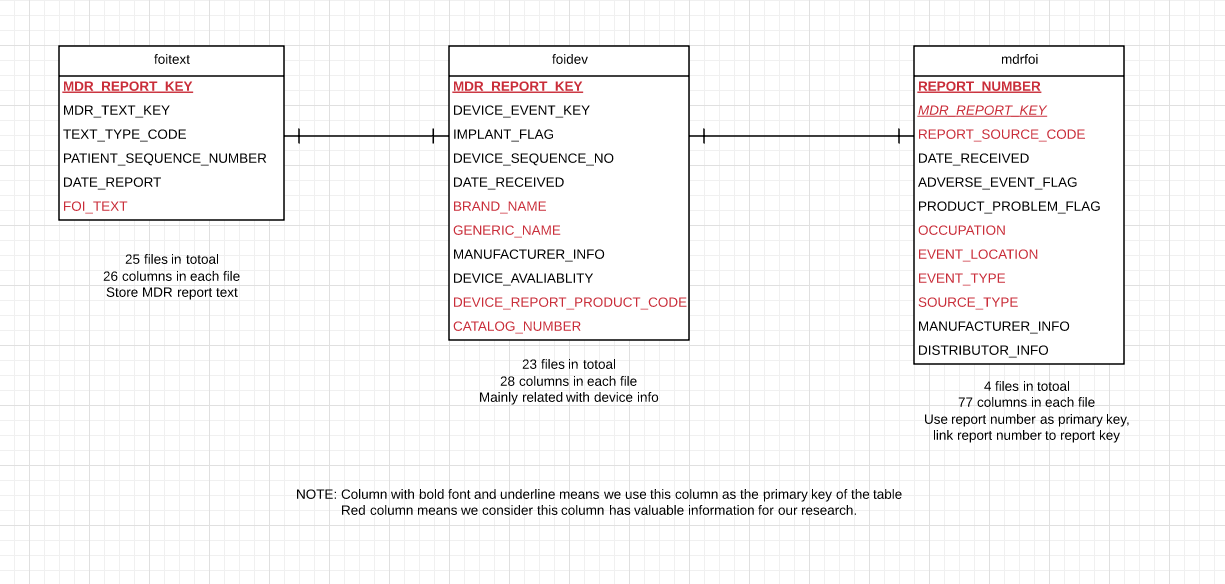 foitext
MDR_REPORT_KEY
MDR_TEXT_KEY
TEXT_TYPE_CODE
PATIENT_SEQUENCE_NUMBER
DATE_REPORT
FOI_TEXT
25 files in totoal
26 columns in each file
Store MDR report text
foidev
MDR_REPORT_KEY
DEVICE_EVENT_KEY
IMPLANT_FLAG
DEVICE_SEQUENCE_NO
DATE_RECEIVED
BRAND_NAME
GENERIC_NAME
MANUFACTURER_INFO
DEVICE_AVALIABLITY
DEVICE_REPORT_PRODUCT_CODE
CATALOG_NUMBER
23 files in totoal
28 columns in each file
Mainly related with device info
mdrfoi
REPORT_NUMBER
MDR_REPORT_KEY
REPORT_SOURCE_CODE
DATE_RECEIVED
ADVERSE_EVENT_FLAG
PRODUCT_PROBLEM_FLAG
OCCUPATION
EVENT_LOCATION
EVENT_TYPE
SOURCE_TYPE
MANUFACTURER_INFO
DISTRIBUTOR_INFO
4 files in totoal
77 columns in each file
Use report number as primary key,
link report number to report key
NOTE: Column with bold font and underline means we use this column as the primary key of the table
Red column means we consider this column has valuable information for our research.